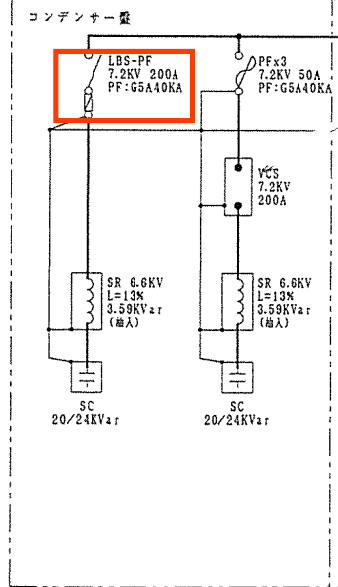 コンデンサー盤
LBS-PF
7.2KV 200A
PF:G5A40KA
PFx3
7.2KV 50A
PF:G5A40KA
VCS
7.2KV
200A
SR 6.6KV
L=13%
3.59KVar
(油入)
SR 6.6KV
L=13%
3.59KVar
(油入)
SC
20/24KVar
SC
20/24KVar